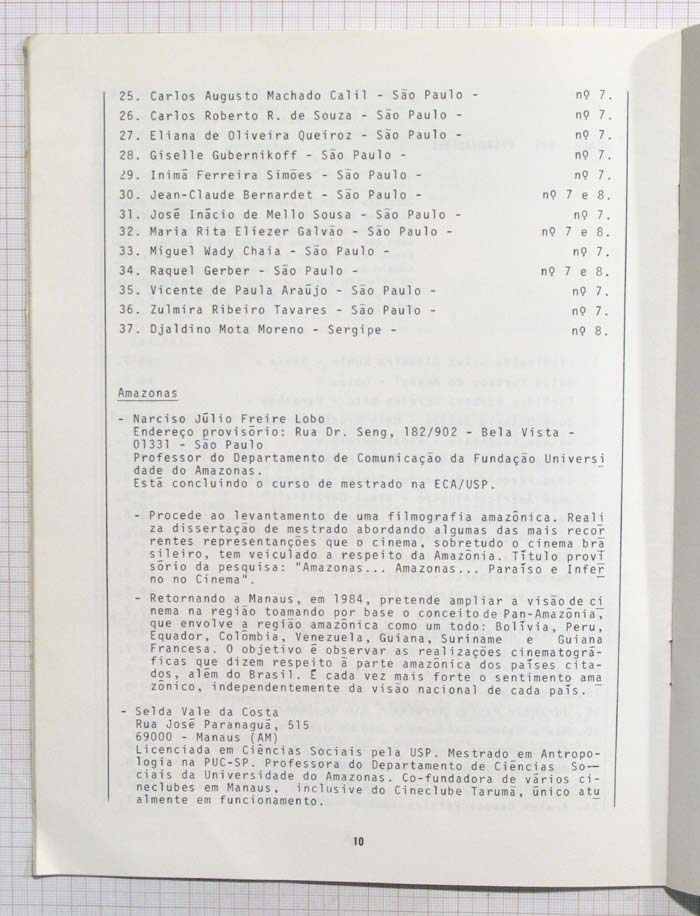 25. Carlos Augusto Machado Calil - São Paulo - nº 7.
26. Carlos Roberto R. de Souza - São Paulo - nº 7.
27. Eliana de Oliveira Queiroz - São Paulo - nº 7.
28. Giselle Gubernikoff - São Paulo - nº 7.
29. Inimã Ferreira Simões - São Paulo - nº 7.
30. Jean-Claude Bernardet - São Paulo - nº 7 e 8.
31. José Inácio de Mello Sousa - São Paulo - nº 7.
32. Maria Rita Eliezer Galvão - São Paulo - nº 7 e 8.
33. Miguel Wady Chaia - São Paulo - nº 7.
34. Raquel Gerber - São Paulo - nº 7 e 8.
35. Vicente de Paula Araújo - São Paulo - nº 7.
36. Zulmira Ribeiro Tavares - São Paulo - nº 7.
37. Djaldino Mota Moreno - Sergipe - nº 8.
Amazonas
- Narciso Júlio Freire Lobo
Endereço provisório: Rua Dr. Seng, 182/902 - Bela Vista -
01331 - São Paulo
Professor do Departamento de Comunicação da Fundação Universi
dade do Amazonas.
Está concluindo o curso de mestrado na ECA/USP.
- Procede ao levantamento de uma filmografia amazônica. Reali
za dissertação de mestrado abordando algumas das mais recor
rentes representanções que o cinema, sobretudo o cinema bra
sileiro, tem veiculado a respeito da Amazônia. Título provi
sório da pesquisa: "Amazonas... Amazonas... Paraíso e Infer
no no Cinema".
- Retornando a Manaus, em 1984, pretende ampliar a visão de ci
nema na região toamando por base o conceito de Pan-Amazônia,
que envolve a região amazônica como um todo: Bolívia, Peru,
Equador, Colômbia, Venezuela, Guiana, Suriname e Guiana
Francesa. O objetivo é observar as realizações cinematográ-
ficas que dizem respeito à parte amazônica dos países cita-
dos, além do Brasil. É cada vez mais forte o sentimento ama
zônico, independentemente da visão nacional de cada país.
- Selda Vale da Costa
Rua José Paranaguá, 515
69000 - Manaus (AM)
Licenciada em Ciências Sociais pela USP. Mestrado em Antropo-
logia na PUC-SP. Professora do Departamento de Ciências So-
ciais da Universidade do Amazonas. Co-fundadora de vários ci-
neclubes em Manaus, inclusive do Cineclube Tarumã, único atu
almente em funcionamento.
10